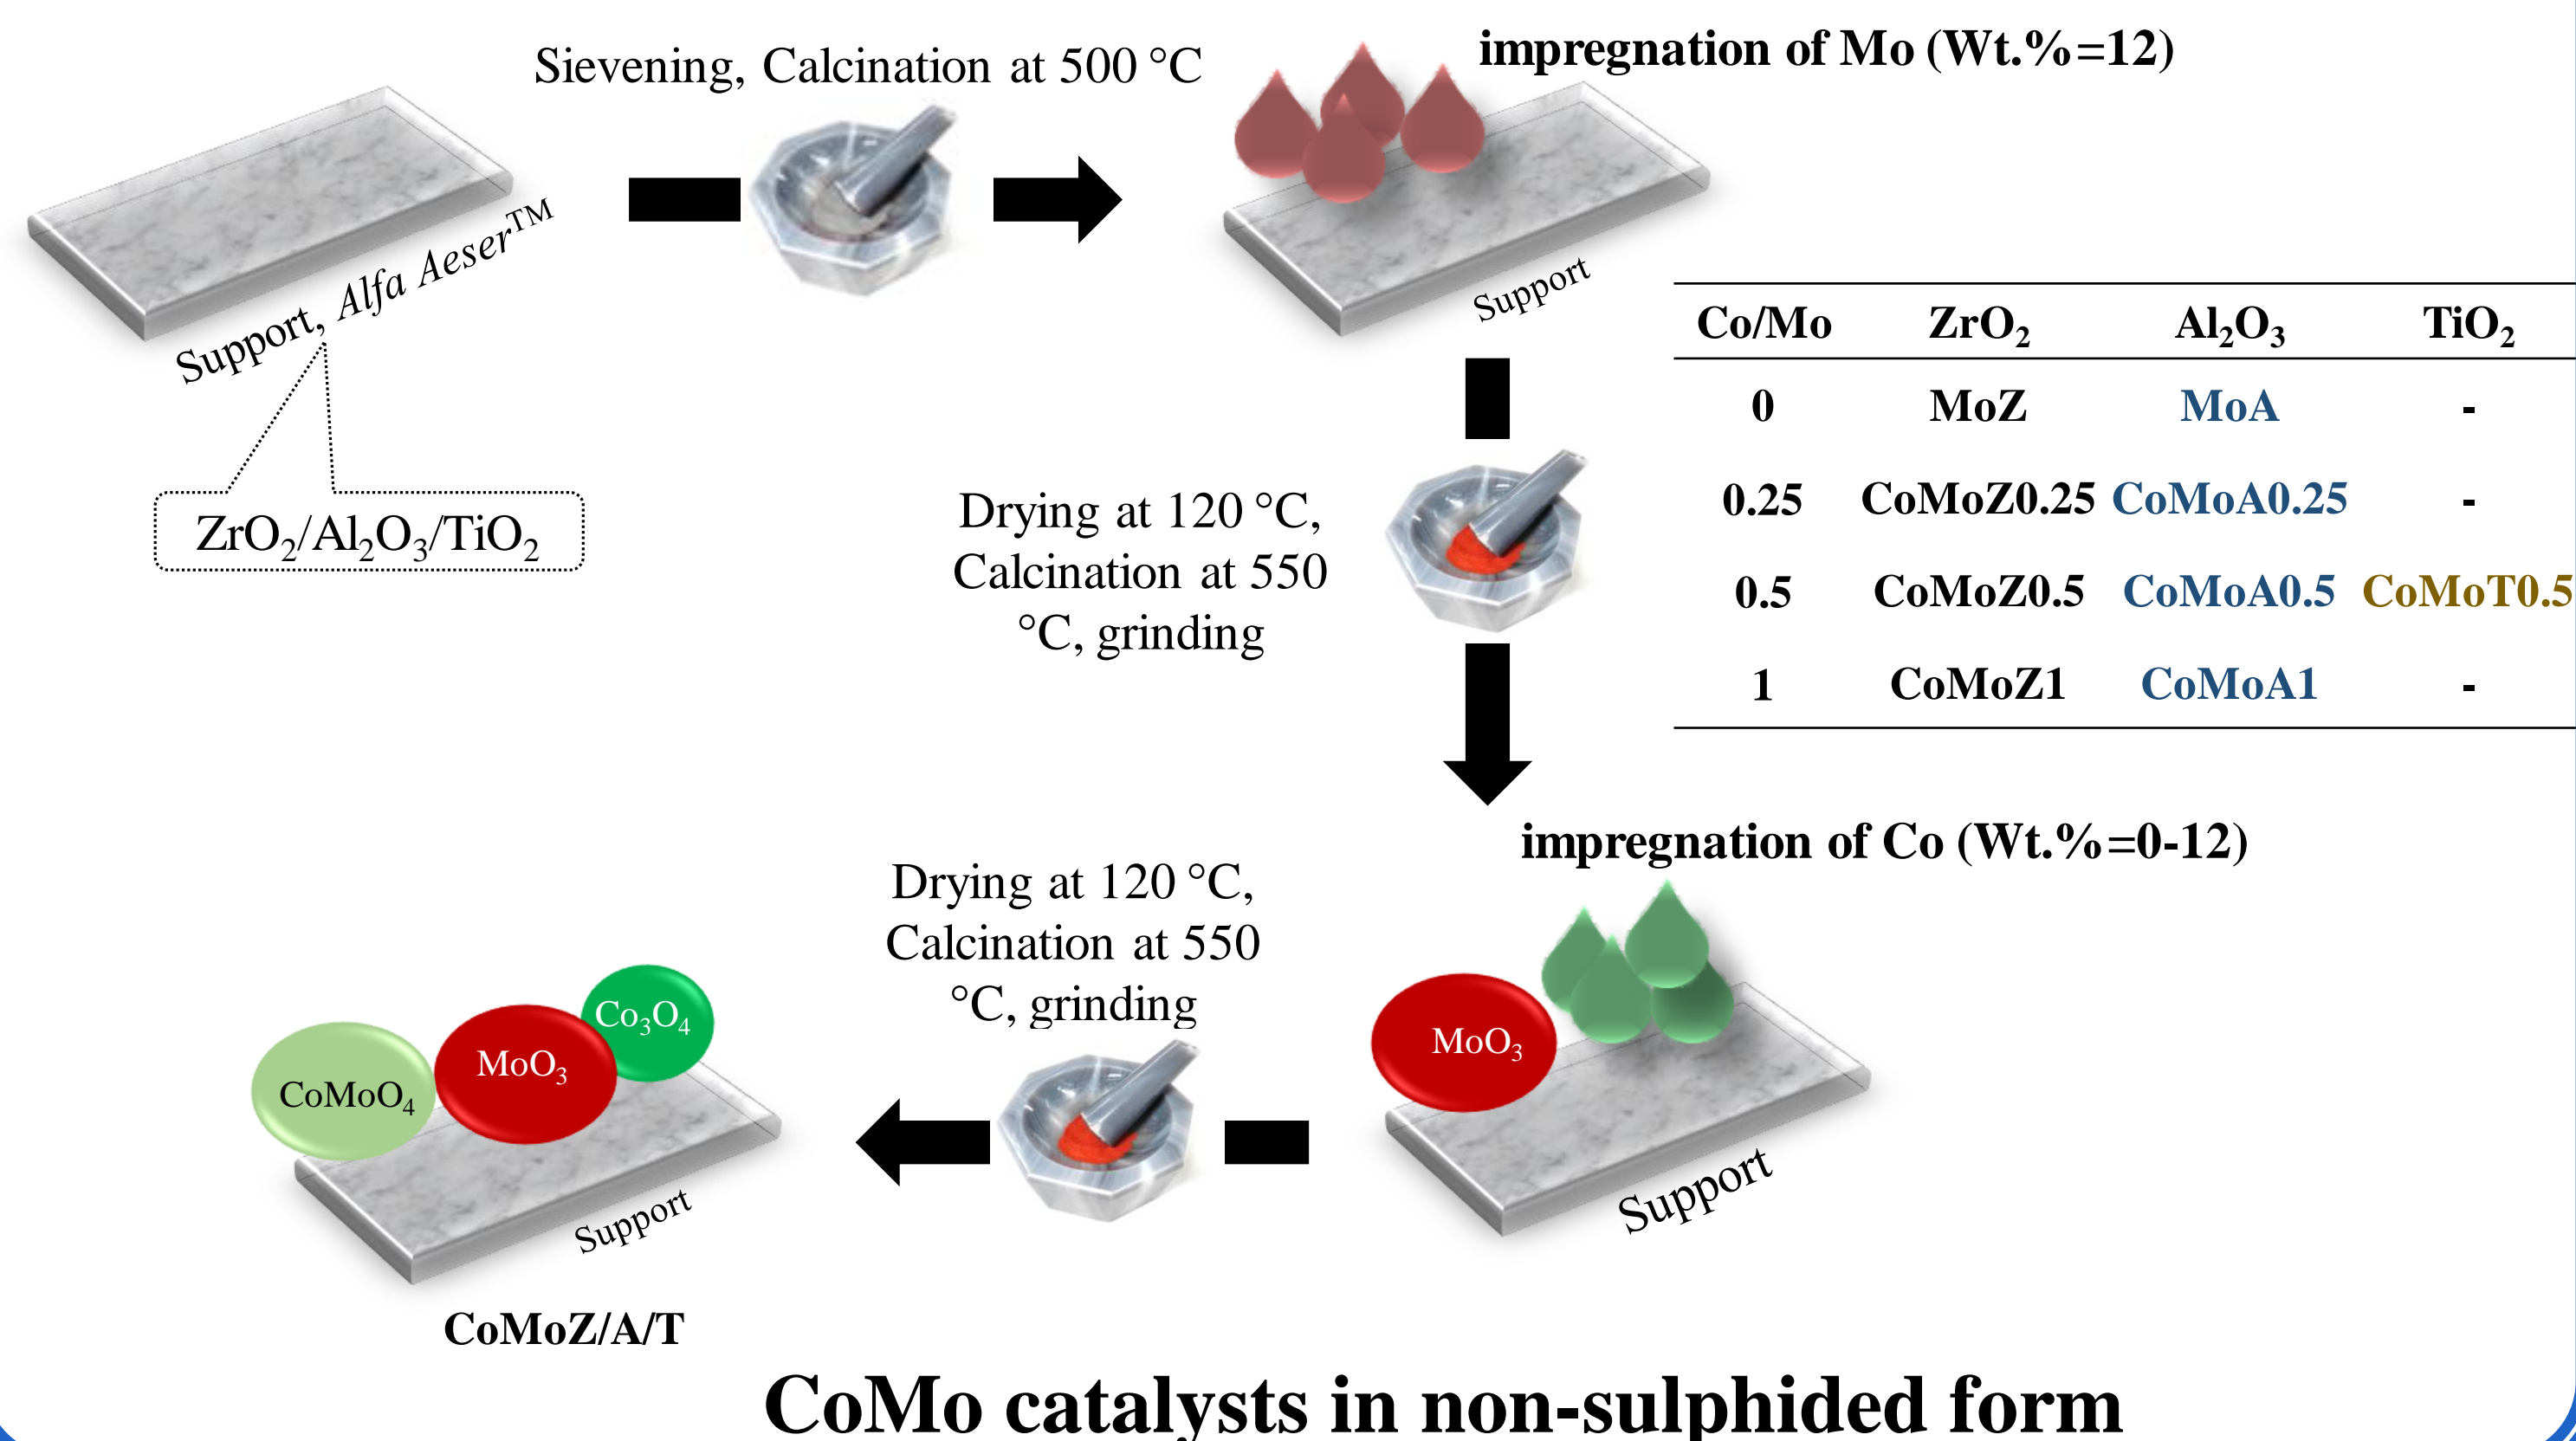 Sievening, Calcination at 500 °C
impregnation of Mo (Wt.%=12)
Support, Alfa Aeser™
Support
ZrO₂/Al₂O₃/TiO₂
Co/Mo ZrO₂ Al₂O₃ TiO₂
0 MoZ MoA -
0.25 CoMoZ0.25 CoMoA0.25 -
0.5 CoMoZ0.5 CoMoA0.5 CoMoT0.5
1 CoMoZ1 CoMoA1 -
Drying at 120 °C,
Calcination at 550
°C, grinding
impregnation of Co (Wt.%=0-12)
MoO₃
Support
Drying at 120 °C,
Calcination at 550
°C, grinding
CoMoO₄
MoO₃
Co₃O₄
Support
CoMoZ/A/T
CoMo catalysts in non-sulphided form